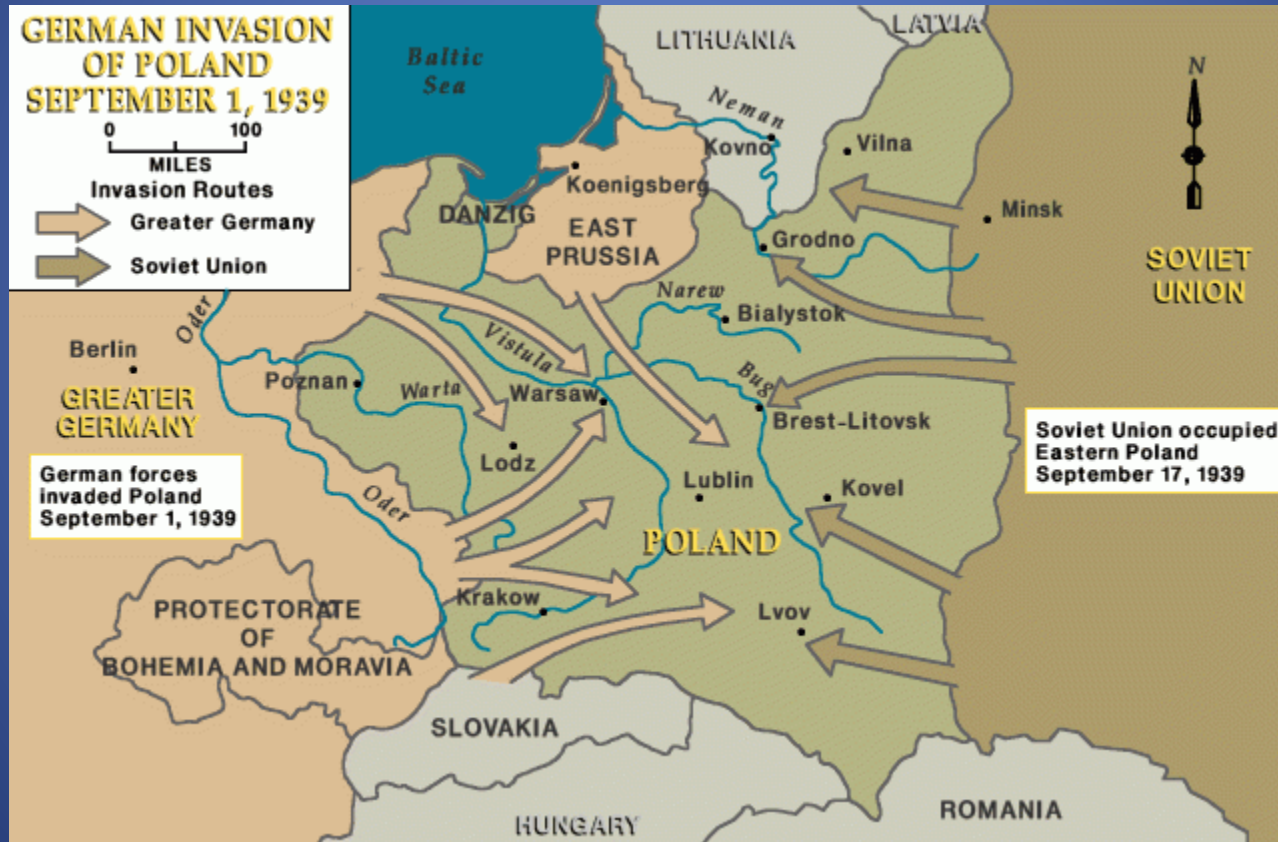 GERMAN INVASION
OF POLAND
SEPTEMBER 1, 1939
0 100
MILES
Invasion Routes
Greater Germany
Soviet Union
Baltic
Sea
LITHUANIA
LATVIA
N
Neman
Kovno
Vilna
Koenigsberg
DANZIG
EAST
PRUSSIA
Minsk
Grodno
SOVIET
UNION
Oder
Narew
Bialystok
Berlin
Vistula
Poznan
Warta
Warsaw
Bug
GREATER
GERMANY
Brest-Litovsk
Lodz
German forces
invaded Poland
September 1, 1939
Soviet Union occupied
Eastern Poland
September 17, 1939
Oder
Lublin
Kovel
POLAND
PROTECTORATE
OF
BOHEMIA AND MORAVIA
Krakow
Lvov
SLOVAKIA
HUNGARY
ROMANIA